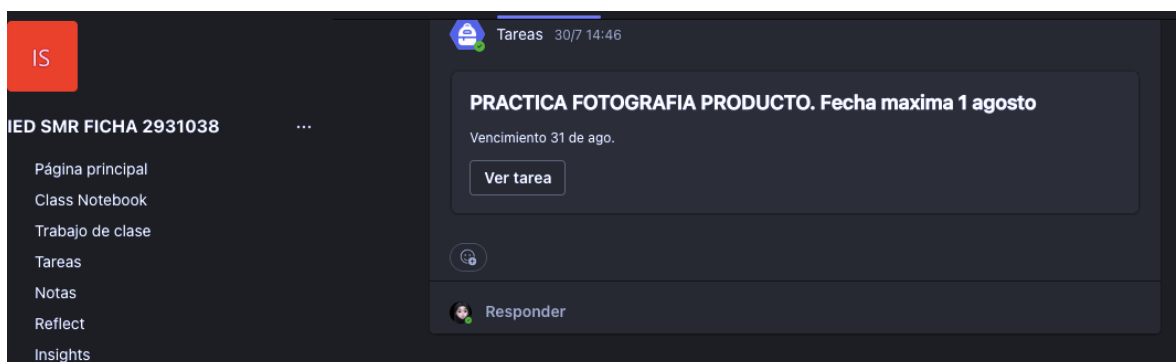 IS
IED SMR FICHA 2931038 ...
Página principal
Class Notebook
Trabajo de clase
Tareas
Notas
Reflect
Insights
Tareas 30/7 14:46
PRACTICA FOTOGRAFIA PRODUCTO. Fecha maxima 1 agosto
Vencimiento 31 de ago.
Ver tarea
Responder